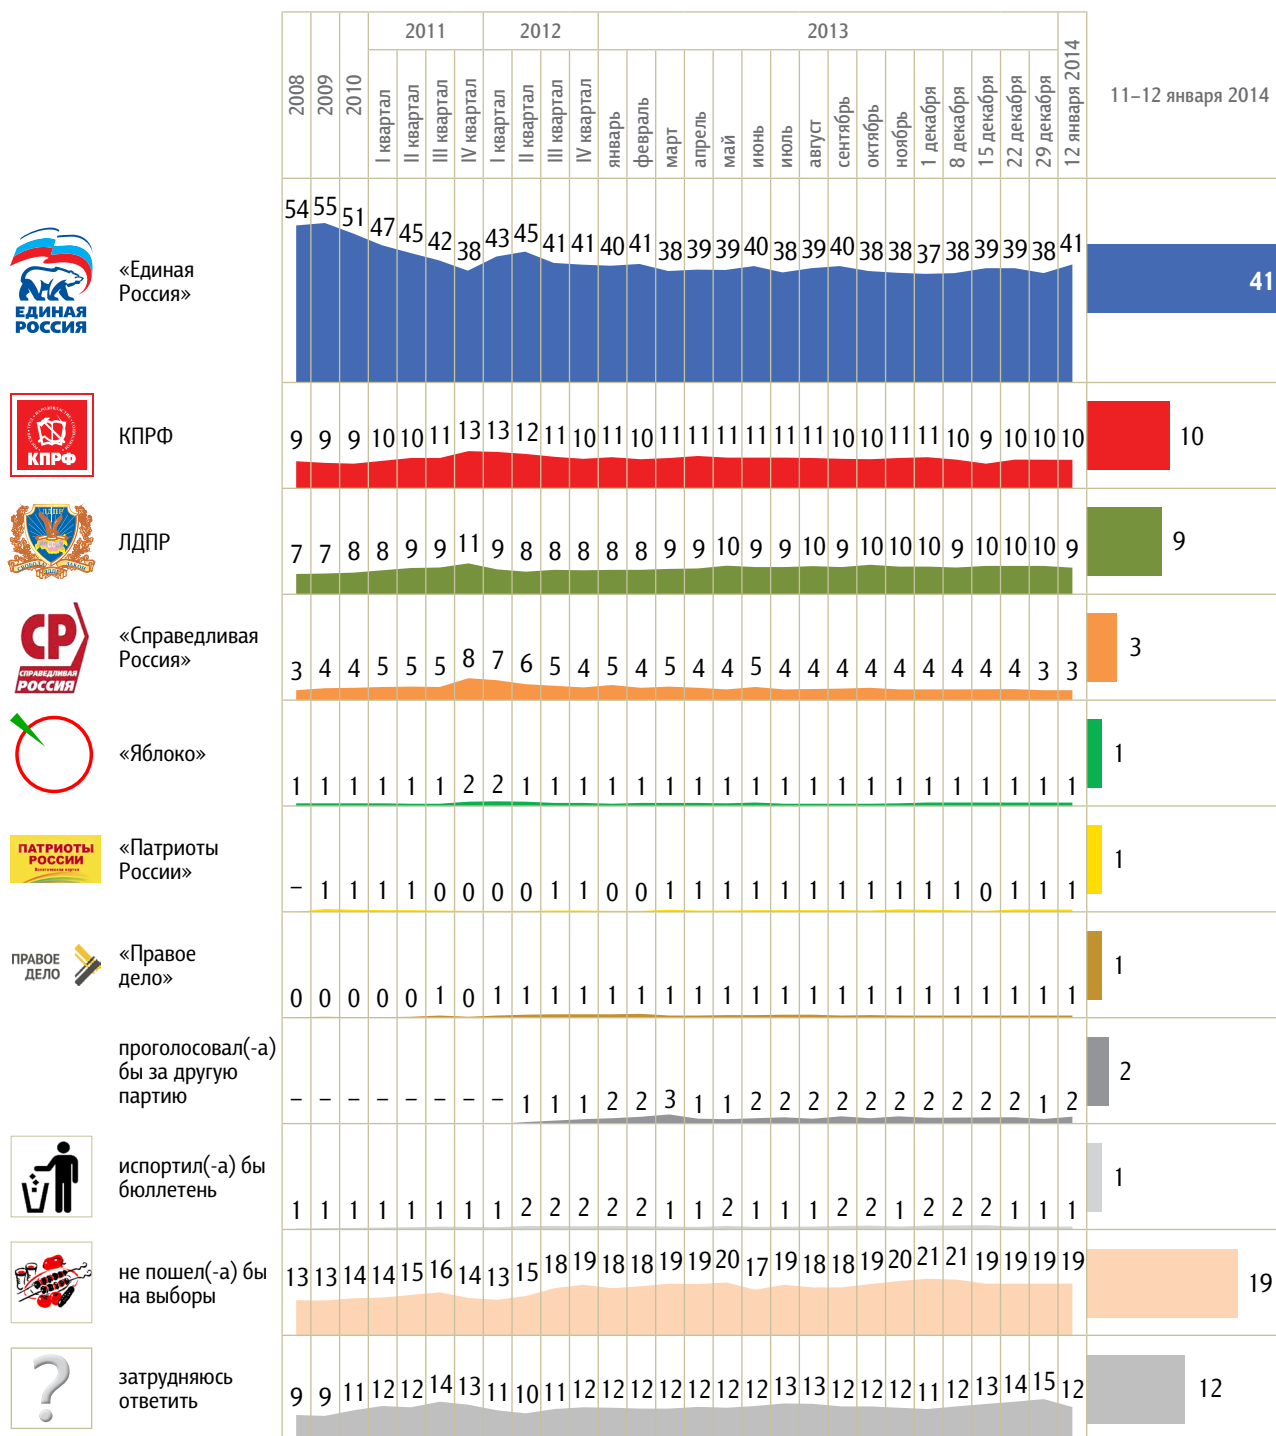 2011 2012 2013
2008 2009 2010 I квартал II квартал III квартал IV квартал I квартал II квартал III квартал IV квартал январь февраль март апрель май июнь июль август сентябрь октябрь ноябрь 1 декабря 8 декабря 15 декабря 22 декабря 29 декабря 12 января 2014
11–12 января 2014
ЕДИНАЯ
РОССИЯ
«Единая
Россия»
54 55 51 47 45 42 38 43 45 41 41 40 41 38 39 39 40 38 39 40 38 38 37 38 39 39 38 41
41
КПРФ
КПРФ
9 9 9 10 10 11 13 13 12 11 10 11 10 11 11 11 11 11 11 10 10 11 11 10 9 10 10 10
10
ЛДПР
ЛДПР
7 7 8 8 9 9 11 9 8 8 8 8 8 9 9 10 9 9 10 9 10 10 10 9 10 10 10 9
9
СР
СПРАВЕДЛИВАЯ
РОССИЯ
«Справедливая
Россия»
3 4 4 5 5 5 8 7 6 5 4 5 4 5 4 4 5 4 4 4 4 4 4 4 4 4 3 3
3
«Яблоко»
1 1 1 1 1 1 2 2 1 1 1 1 1 1 1 1 1 1 1 1 1 1 1 1 1 1 1 1
1
ПАТРИОТЫ
РОССИИ
«Патриоты
России»
– 1 1 1 1 0 0 0 0 1 1 0 0 1 1 1 1 1 1 1 1 1 1 1 0 1 1 1
1
ПРАВОЕ
ДЕЛО
«Правое
дело»
0 0 0 0 0 1 0 1 1 1 1 1 1 1 1 1 1 1 1 1 1 1 1 1 1 1 1 1
1
проголосовал(-а)
бы за другую
партию
– – – – – – – – 1 1 1 2 2 3 1 1 2 2 2 2 2 2 2 2 2 2 1 2
2
испортил(-а) бы
бюллетень
1 1 1 1 1 1 1 1 2 2 2 2 2 1 1 2 1 1 1 2 2 1 2 2 2 1 1 1
1
не пошел(-а) бы
на выборы
13 13 14 14 15 16 14 13 15 18 19 18 18 19 19 20 17 19 18 18 19 20 21 21 19 19 19 19
19
?
затрудняюсь
ответить
9 9 11 12 12 14 13 11 10 11 12 12 12 12 12 12 12 13 13 12 12 12 11 12 13 14 15 12
12